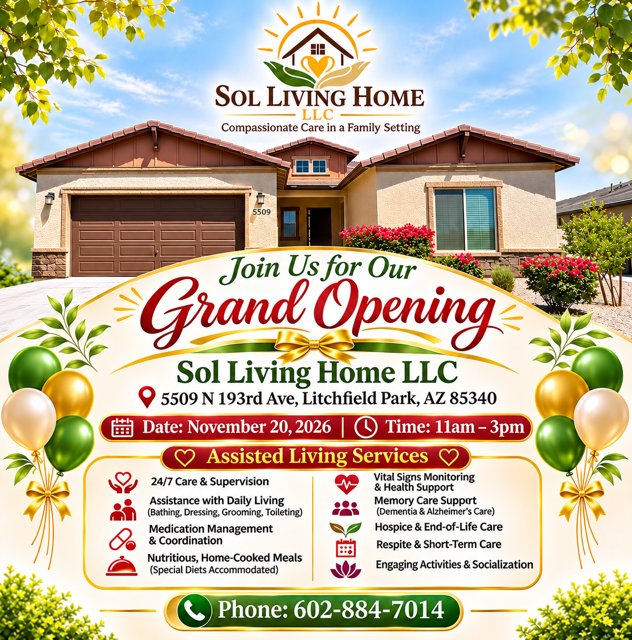 SOL LIVING HOME
LLC
Compassionate Care in a Family Setting
5509
Join Us for Our
Grand Opening
Sol Living Home LLC
5509 N 193rd Ave, Litchfield Park, AZ 85340
Date: November 20, 2026 | Time: 11am – 3pm
Assisted Living Services
24/7 Care & Supervision
Assistance with Daily Living
(Bathing, Dressing, Grooming, Toileting)
Medication Management
& Coordination
Nutritious, Home-Cooked Meals
(Special Diets Accommodated)
Vital Signs Monitoring
& Health Support
Memory Care Support
(Dementia & Alzheimer's Care)
Hospice & End-of-Life Care
Respite & Short-Term Care
Engaging Activities & Socialization
Phone: 602-884-7014